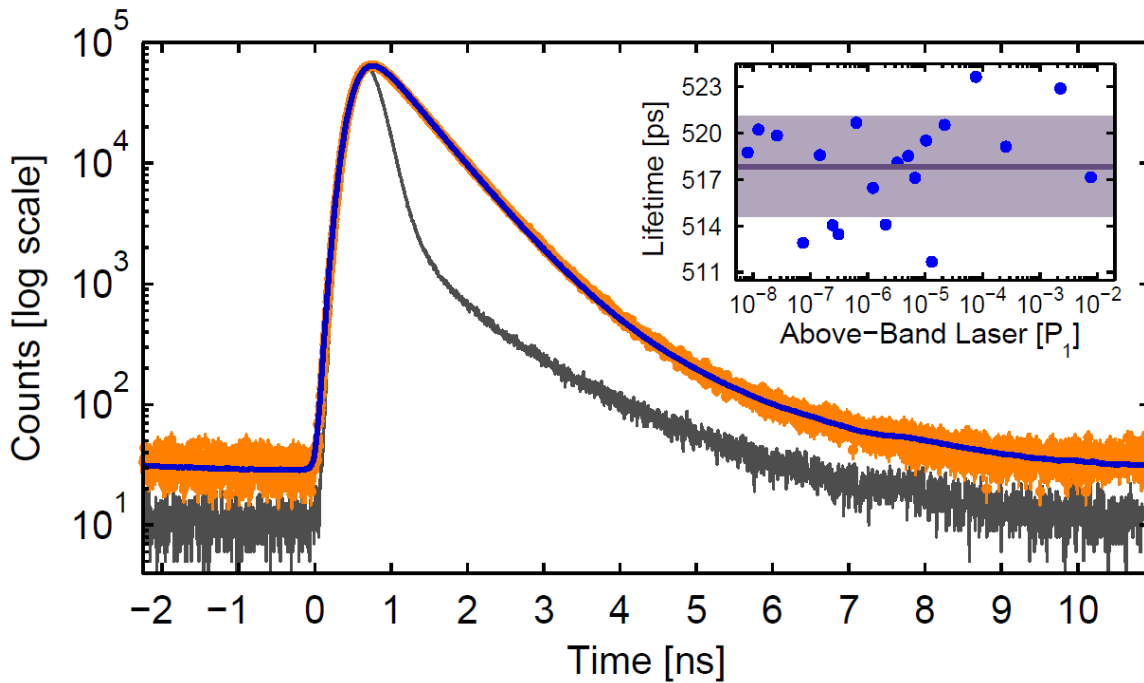 Counts [log scale]
10^5
10^4
10^3
10^2
10^1
−2 −1 0 1 2 3 4 5 6 7 8 9 10
Time [ns]
Lifetime [ps]
523
520
517
514
511
10^−8 10^−7 10^−6 10^−5 10^−4 10^−3 10^−2
Above−Band Laser [P_1]